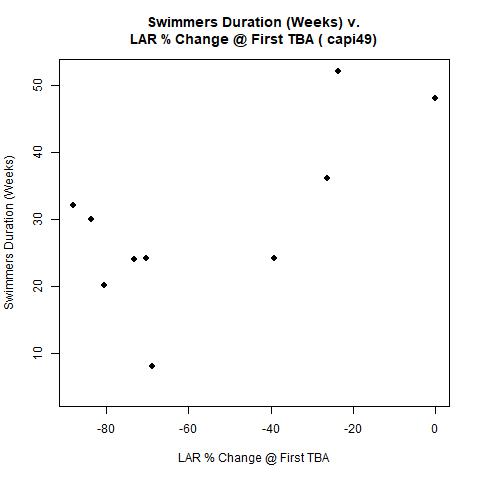 Swimmers Duration (Weeks) v.
LAR % Change @ First TBA ( capi49)
Swimmers Duration (Weeks)
50
40
30
20
10
-80
-60
-40
-20
0
LAR % Change @ First TBA